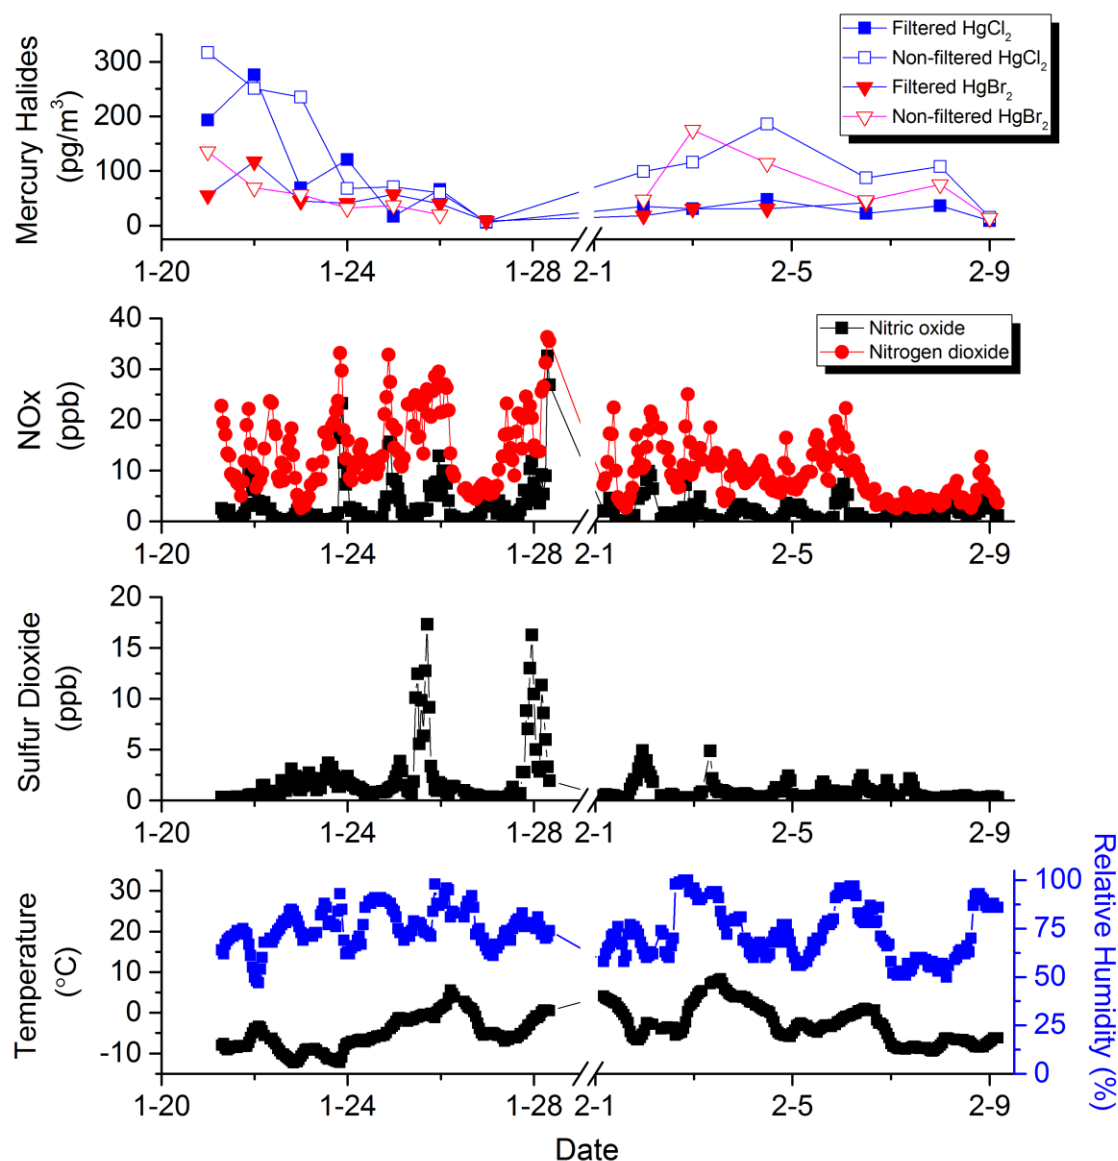 Filtered HgCl₂
Non-filtered HgCl₂
Filtered HgBr₂
Non-filtered HgBr₂
Mercury Halides
(pg/m³)
300
200
100
0
1-20 1-24 1-28 2-1 2-5 2-9
Nitric oxide
Nitrogen dioxide
NOx
(ppb)
40
30
20
10
0
1-20 1-24 1-28 2-1 2-5 2-9
Sulfur Dioxide
(ppb)
20
15
10
5
0
1-20 1-24 1-28 2-1 2-5 2-9
Temperature
(°C)
30
20
10
0
-10
Relative Humidity (%)
100
75
50
25
0
1-20 1-24 1-28 2-1 2-5 2-9
Date